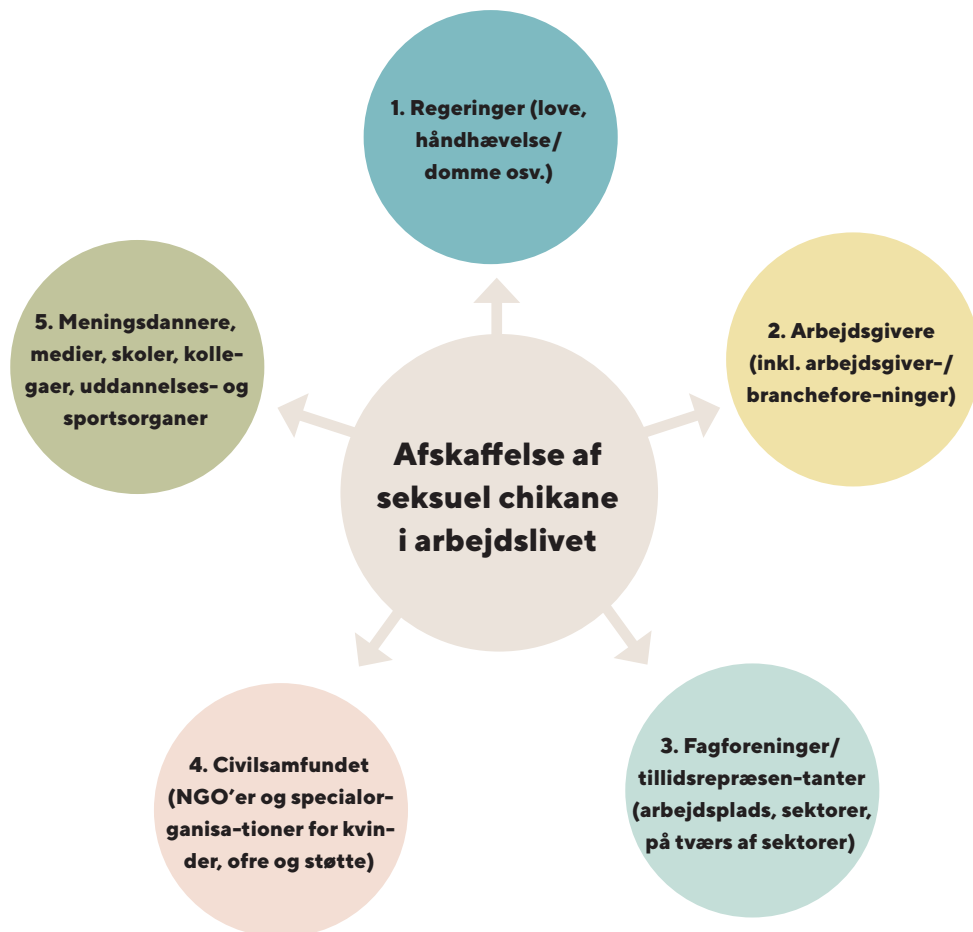 1. Regeringer (love,
håndhævelse/
domme osv.)
2. Arbejdsgivere
(inkl. arbejdsgiver-/
branchefore-ninger)
3. Fagforeninger/
tillidsrepræsen-tanter
(arbejdsplads, sektorer,
på tværs af sektorer)
4. Civilsamfundet
(NGO’er og specialor-
ganisa-tioner for kvin-
der, ofre og støtte)
5. Meningsdannere,
medier, skoler, kolle-
gaer, uddannelses- og
sportsorganer
Afskaffelse af
seksuel chikane
i arbejdslivet